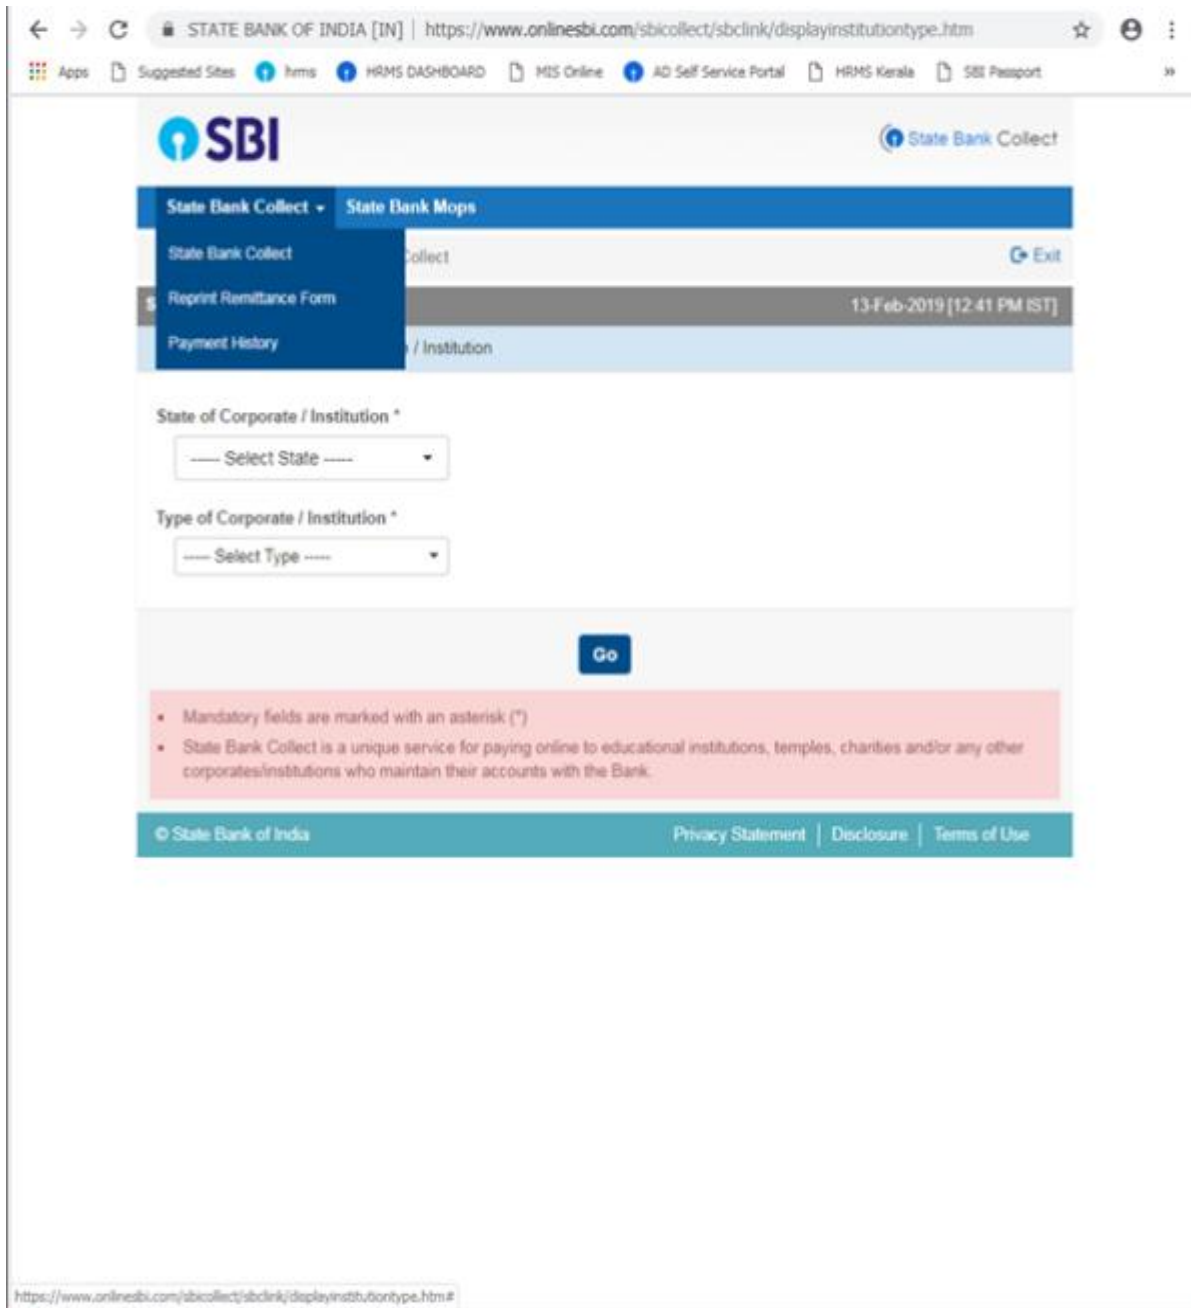 STATE BANK OF INDIA [IN] | https://www.onlinesbi.com/sbicollect/sbclink/displayinstitutiontype.htm
Apps Suggested Sites hrms HRMS DASHBOARD MIS Online AD Self Service Portal HRMS Kerala SBI Passport »
SBI State Bank Collect
State Bank Collect State Bank Mops
State Bank Collect Collect Exit
Reprint Remittance Form 13-Feb-2019 [12:41 PM IST]
Payment History / Institution
State of Corporate / Institution *
----- Select State -----
Type of Corporate / Institution *
----- Select Type -----
Go
• Mandatory fields are marked with an asterisk (*)
• State Bank Collect is a unique service for paying online to educational institutions, temples, charities and/or any other
corporates/institutions who maintain their accounts with the Bank.
© State Bank of India Privacy Statement | Disclosure | Terms of Use
https://www.onlinesbi.com/sbicollect/sbclink/displayinstitutiontype.htm#